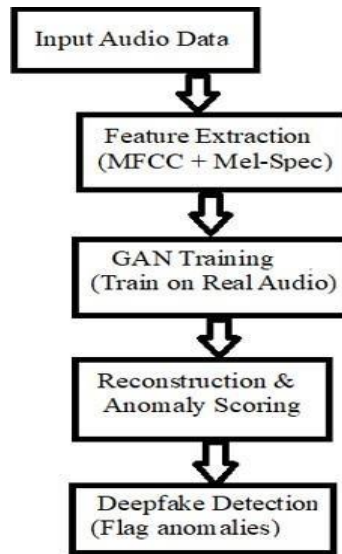 Input Audio Data
Feature Extraction
(MFCC + Mel-Spec)
GAN Training
(Train on Real Audio)
Reconstruction &
Anomaly Scoring
Deepfake Detection
(Flag anomalies)